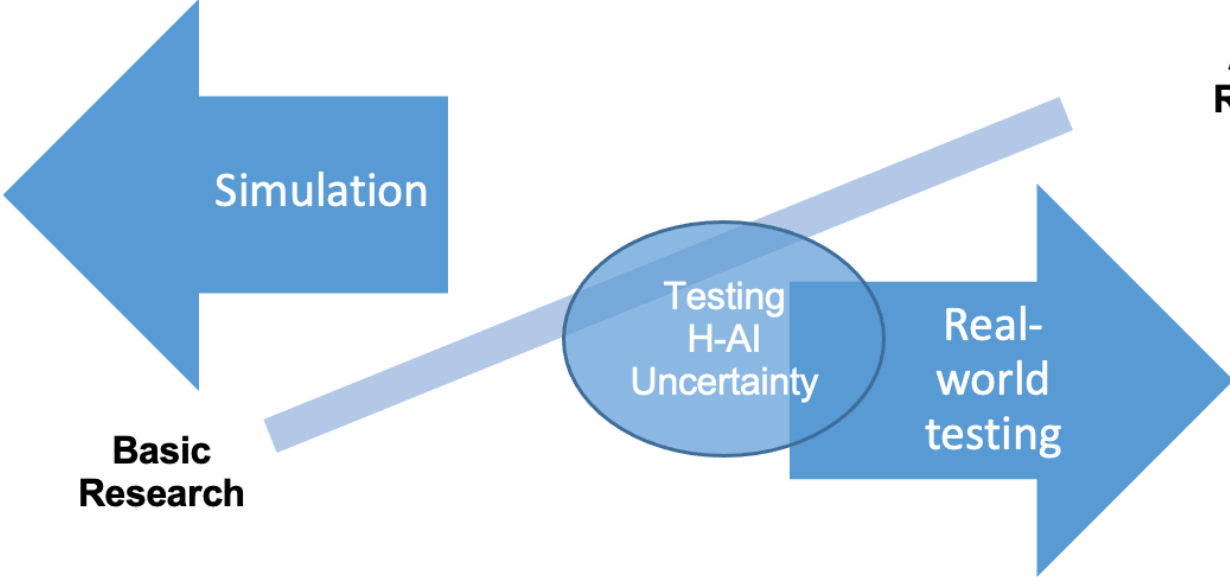 Simulation
Testing
H-AI
Uncertainty
Real-
world
testing
Basic
Research